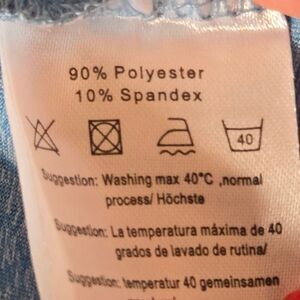 90% Polyester
10% Spandex
40
Suggestion: Washing max 40°C ,normal
process/ Höchste
Suggestion: La temperatura máxima de 40
grados de lavado de rutina/
Suggestion: temperatur 40 gemeinsamen